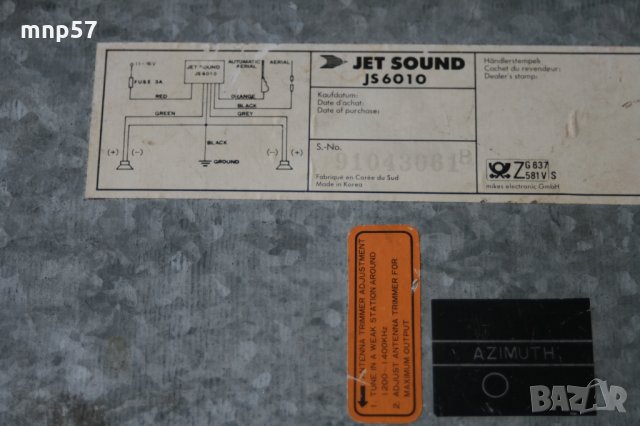 mnp57
11-16V
JET SOUND
JS6010
AUTOMATIC
AERIAL
AERIAL
FUSE 3A
RED
ORANGE
BLACK
GREEN
GREY
BLACK
(+)
(-)
(-)
(+)
GROUND
JET SOUND
JS6010
Kaufdatum:
Date d'achat:
Date of purchase:
S.-No.
91043061B
Fabriqué en Corée du Sud
Made in Korea
Händlerstempel:
Cachet du revendeur:
Dealer's stamp:
Z G 637
581V S
mikes electronic GmbH
ANTENNA TRIMMER ADJUSTMENT
1. TUNE IN A WEAK STATION AROUND
1200 - 1400KHz
2. ADJUST ANTENNA TRIMMER FOR
MAXIMUM OUTPUT
AZIMUTH
BAZAR